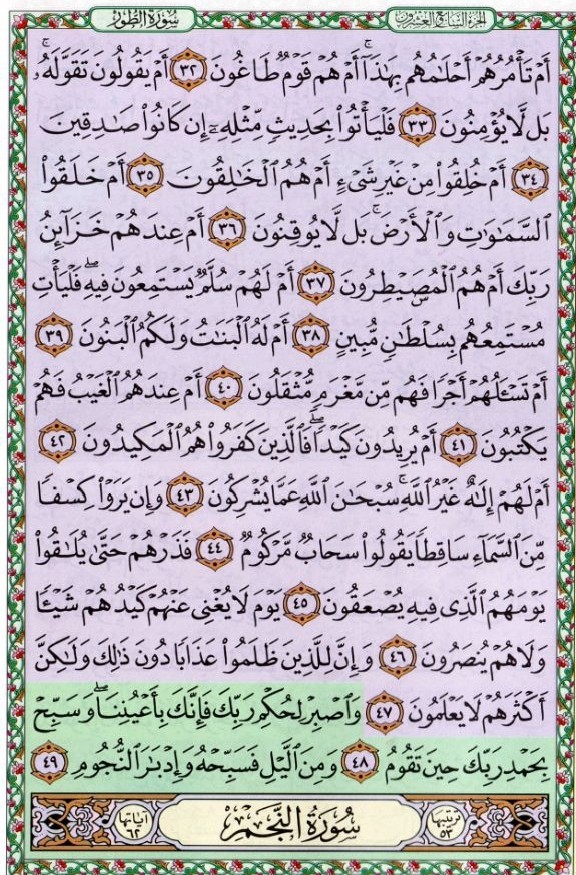 الجزء السابع العشرون سورة الطور
أَمْ تَأْمُرُهُمْ أَحْلَٰمُهُم بِهَٰذَآ ۚ أَمْ هُمْ قَوْمٌ طَاغُونَ ٣٢ أَمْ يَقُولُونَ تَقَوَّلَهُۥ ۚ
بَل لَّا يُؤْمِنُونَ ٣٣ فَلْيَأْتُوا۟ بِحَدِيثٍ مِّثْلِهِۦٓ إِن كَانُوا۟ صَٰدِقِينَ
٣٤ أَمْ خُلِقُوا۟ مِنْ غَيْرِ شَىْءٍ أَمْ هُمُ ٱلْخَٰلِقُونَ ٣٥ أَمْ خَلَقُوا۟
ٱلسَّمَٰوَٰتِ وَٱلْأَرْضَ ۚ بَل لَّا يُوقِنُونَ ٣٦ أَمْ عِندَهُمْ خَزَآئِنُ
رَبِّكَ أَمْ هُمُ ٱلْمُصَۣيْطِرُونَ ٣٧ أَمْ لَهُمْ سُلَّمٌ يَسْتَمِعُونَ فِيهِ ۖ فَلْيَأْتِ
مُسْتَمِعُهُم بِسُلْطَٰنٍ مُّبِينٍ ٣٨ أَمْ لَهُ ٱلْبَنَٰتُ وَلَكُمُ ٱلْبَنُونَ ٣٩
أَمْ تَسْـَٔلُهُمْ أَجْرًا فَهُم مِّن مَّغْرَمٍ مُّثْقَلُونَ ٤٠ أَمْ عِندَهُمُ ٱلْغَيْبُ فَهُمْ
يَكْتُبُونَ ٤١ أَمْ يُرِيدُونَ كَيْدًا ۖ فَٱلَّذِينَ كَفَرُوا۟ هُمُ ٱلْمَكِيدُونَ ٤٢
أَمْ لَهُمْ إِلَٰهٌ غَيْرُ ٱللَّهِ ۚ سُبْحَٰنَ ٱللَّهِ عَمَّا يُشْرِكُونَ ٤٣ وَإِن يَرَوْا۟ كِسْفًا
مِّنَ ٱلسَّمَآءِ سَاقِطًا يَقُولُوا۟ سَحَابٌ مَّرْكُومٌ ٤٤ فَذَرْهُمْ حَتَّىٰ يُلَٰقُوا۟
يَوْمَهُمُ ٱلَّذِى فِيهِ يُصْعَقُونَ ٤٥ يَوْمَ لَا يُغْنِى عَنْهُمْ كَيْدُهُمْ شَيْـًٔا
وَلَا هُمْ يُنصَرُونَ ٤٦ وَإِنَّ لِلَّذِينَ ظَلَمُوا۟ عَذَابًا دُونَ ذَٰلِكَ وَلَٰكِنَّ
أَكْثَرَهُمْ لَا يَعْلَمُونَ ٤٧ وَٱصْبِرْ لِحُكْمِ رَبِّكَ فَإِنَّكَ بِأَعْيُنِنَا ۖ وَسَبِّحْ
بِحَمْدِ رَبِّكَ حِينَ تَقُومُ ٤٨ وَمِنَ ٱلَّيْلِ فَسَبِّحْهُ وَإِدْبَٰرَ ٱلنُّجُومِ ٤٩
ترتيبها ٥٣ سورة النجم آياتها ٦٢